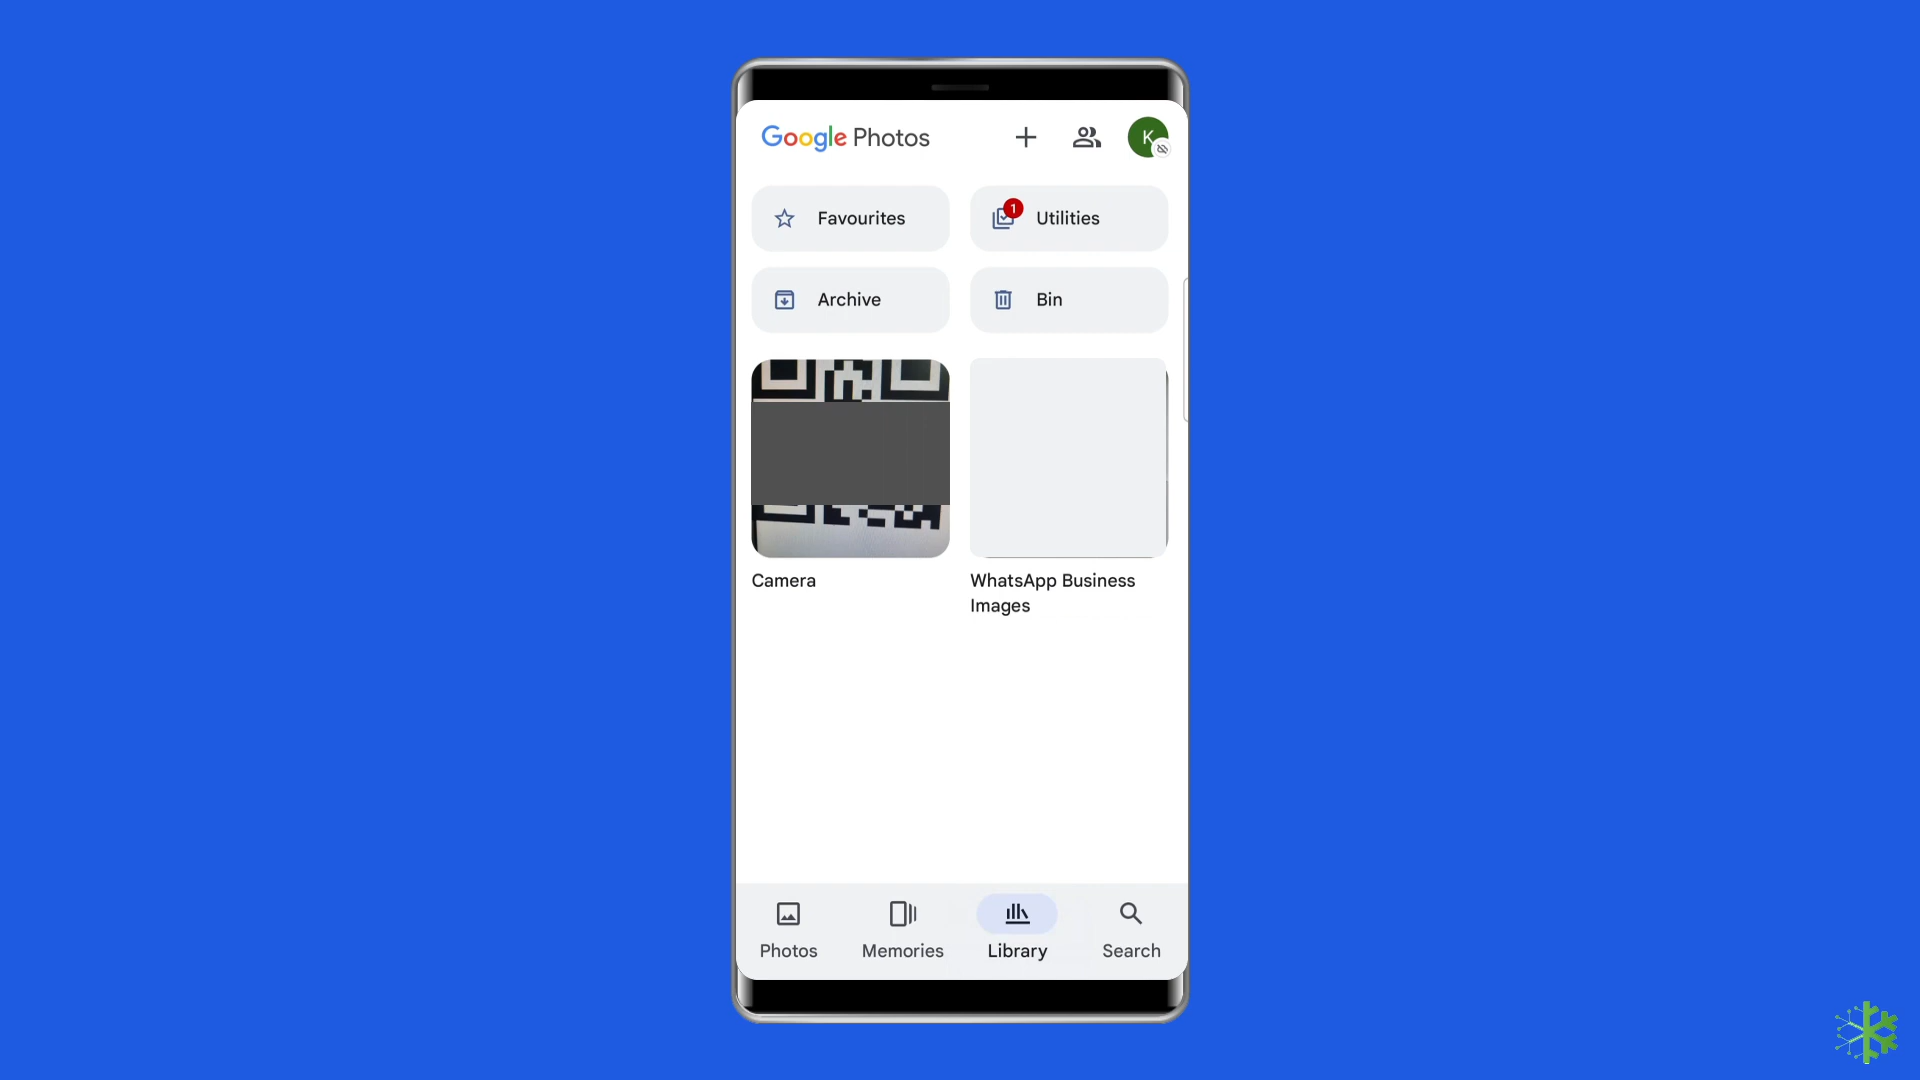 Google Photos
K
Favourites
1
Utilities
Archive
Bin
Camera
WhatsApp Business
Images
Photos
Memories
Library
Search